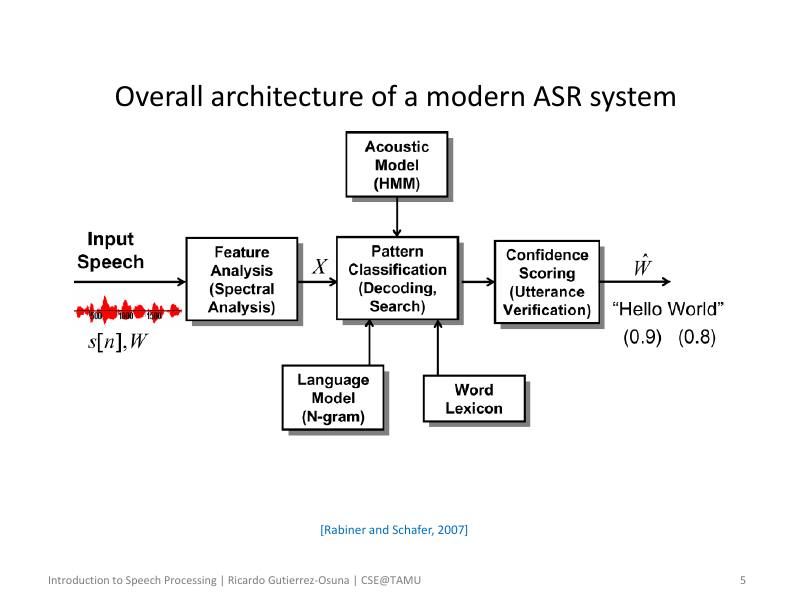 Overall architecture of a modern ASR system
Acoustic
Model
(HMM)
Input
Speech
s[n],W
Feature
Analysis
(Spectral
Analysis)
X
Pattern
Classification
(Decoding,
Search)
Confidence
Scoring
(Utterance
Verification)
Ŵ
“Hello World”
(0.9) (0.8)
Language
Model
(N-gram)
Word
Lexicon
[Rabiner and Schafer, 2007]
Introduction to Speech Processing | Ricardo Gutierrez-Osuna | CSE@TAMU
5